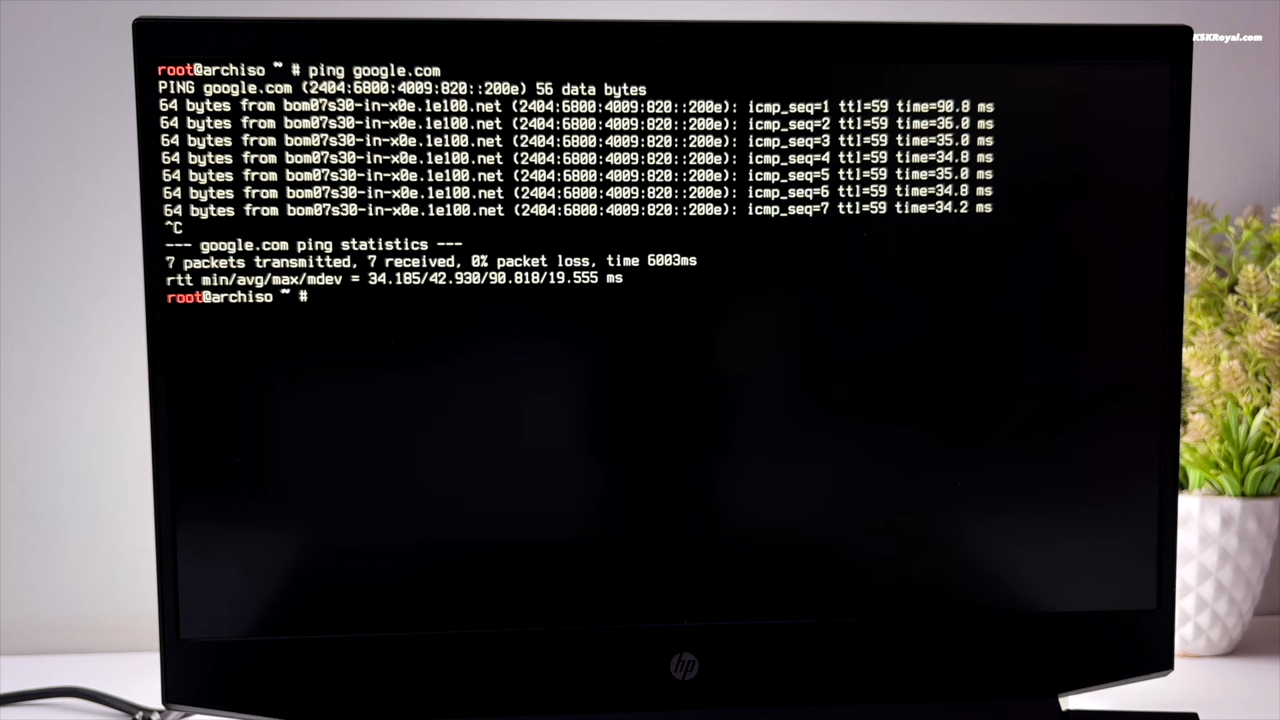 KSKRoyal.com
root@archiso ~ # ping google.com
PING google.com (2404:6800:4009:820::200e) 56 data bytes
64 bytes from bom07s30-in-x0e.1e100.net (2404:6800:4009:820::200e): icmp_seq=1 ttl=59 time=90.8 ms
64 bytes from bom07s30-in-x0e.1e100.net (2404:6800:4009:820::200e): icmp_seq=2 ttl=59 time=36.0 ms
64 bytes from bom07s30-in-x0e.1e100.net (2404:6800:4009:820::200e): icmp_seq=3 ttl=59 time=35.0 ms
64 bytes from bom07s30-in-x0e.1e100.net (2404:6800:4009:820::200e): icmp_seq=4 ttl=59 time=34.8 ms
64 bytes from bom07s30-in-x0e.1e100.net (2404:6800:4009:820::200e): icmp_seq=5 ttl=59 time=35.0 ms
64 bytes from bom07s30-in-x0e.1e100.net (2404:6800:4009:820::200e): icmp_seq=6 ttl=59 time=34.8 ms
64 bytes from bom07s30-in-x0e.1e100.net (2404:6800:4009:820::200e): icmp_seq=7 ttl=59 time=34.2 ms
^C
--- google.com ping statistics ---
7 packets transmitted, 7 received, 0% packet loss, time 6003ms
rtt min/avg/max/mdev = 34.185/42.930/90.818/19.555 ms
root@archiso ~ #
hp